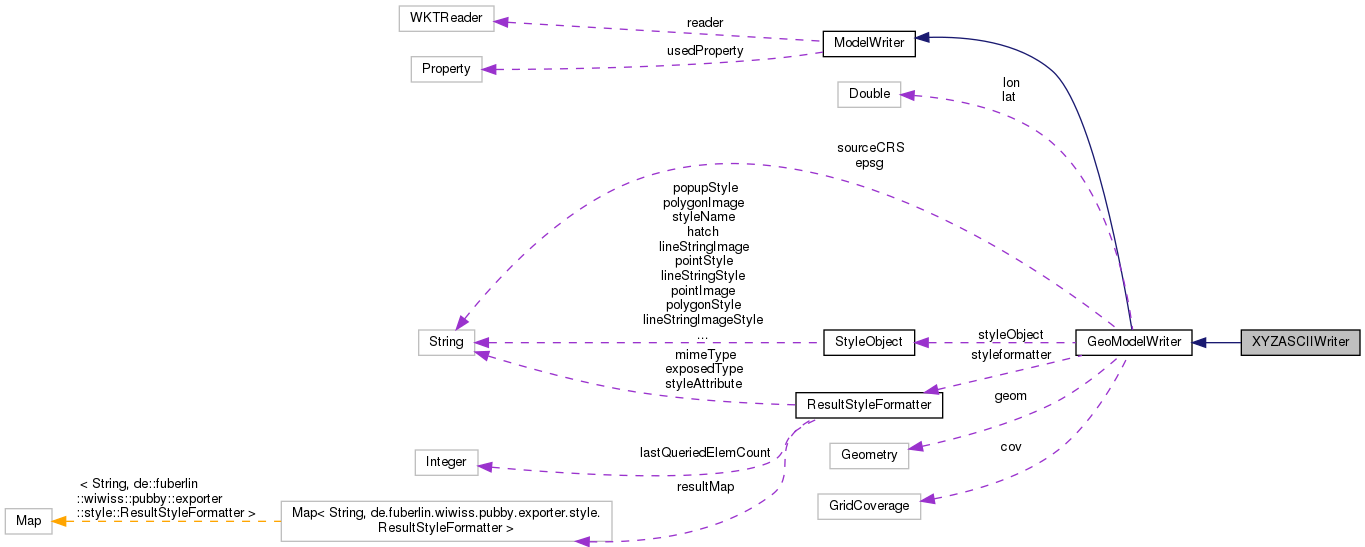 WKTReader
reader
ModelWriter
usedProperty
Property
Double
lon
lat
sourceCRS
epsg
popupStyle
polygonImage
styleName
hatch
lineStringImage
pointStyle
lineStringStyle
pointImage
polygonStyle
lineStringImageStyle
...
String
StyleObject
styleObject
GeoModelWriter
XYZASCIIWriter
mimeType
exposedType
styleAttribute
styleformatter
ResultStyleFormatter
geom
Geometry
lastQueriedElemCount
Integer
cov
resultMap
GridCoverage
< String, de::fuberlin
::wiwiss::pubby::exporter
::style::ResultStyleFormatter >
Map
Map< String, de.fuberlin.wiwiss.pubby.exporter.style.
ResultStyleFormatter >